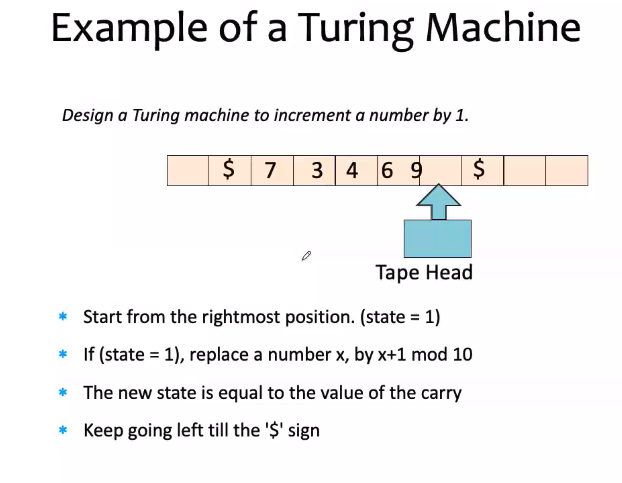 Example of a Turing Machine
Design a Turing machine to increment a number by 1.
$ 7 3 4 6 9 $
Tape Head
* Start from the rightmost position. (state = 1)
* If (state = 1), replace a number x, by x+1 mod 10
* The new state is equal to the value of the carry
* Keep going left till the '$' sign